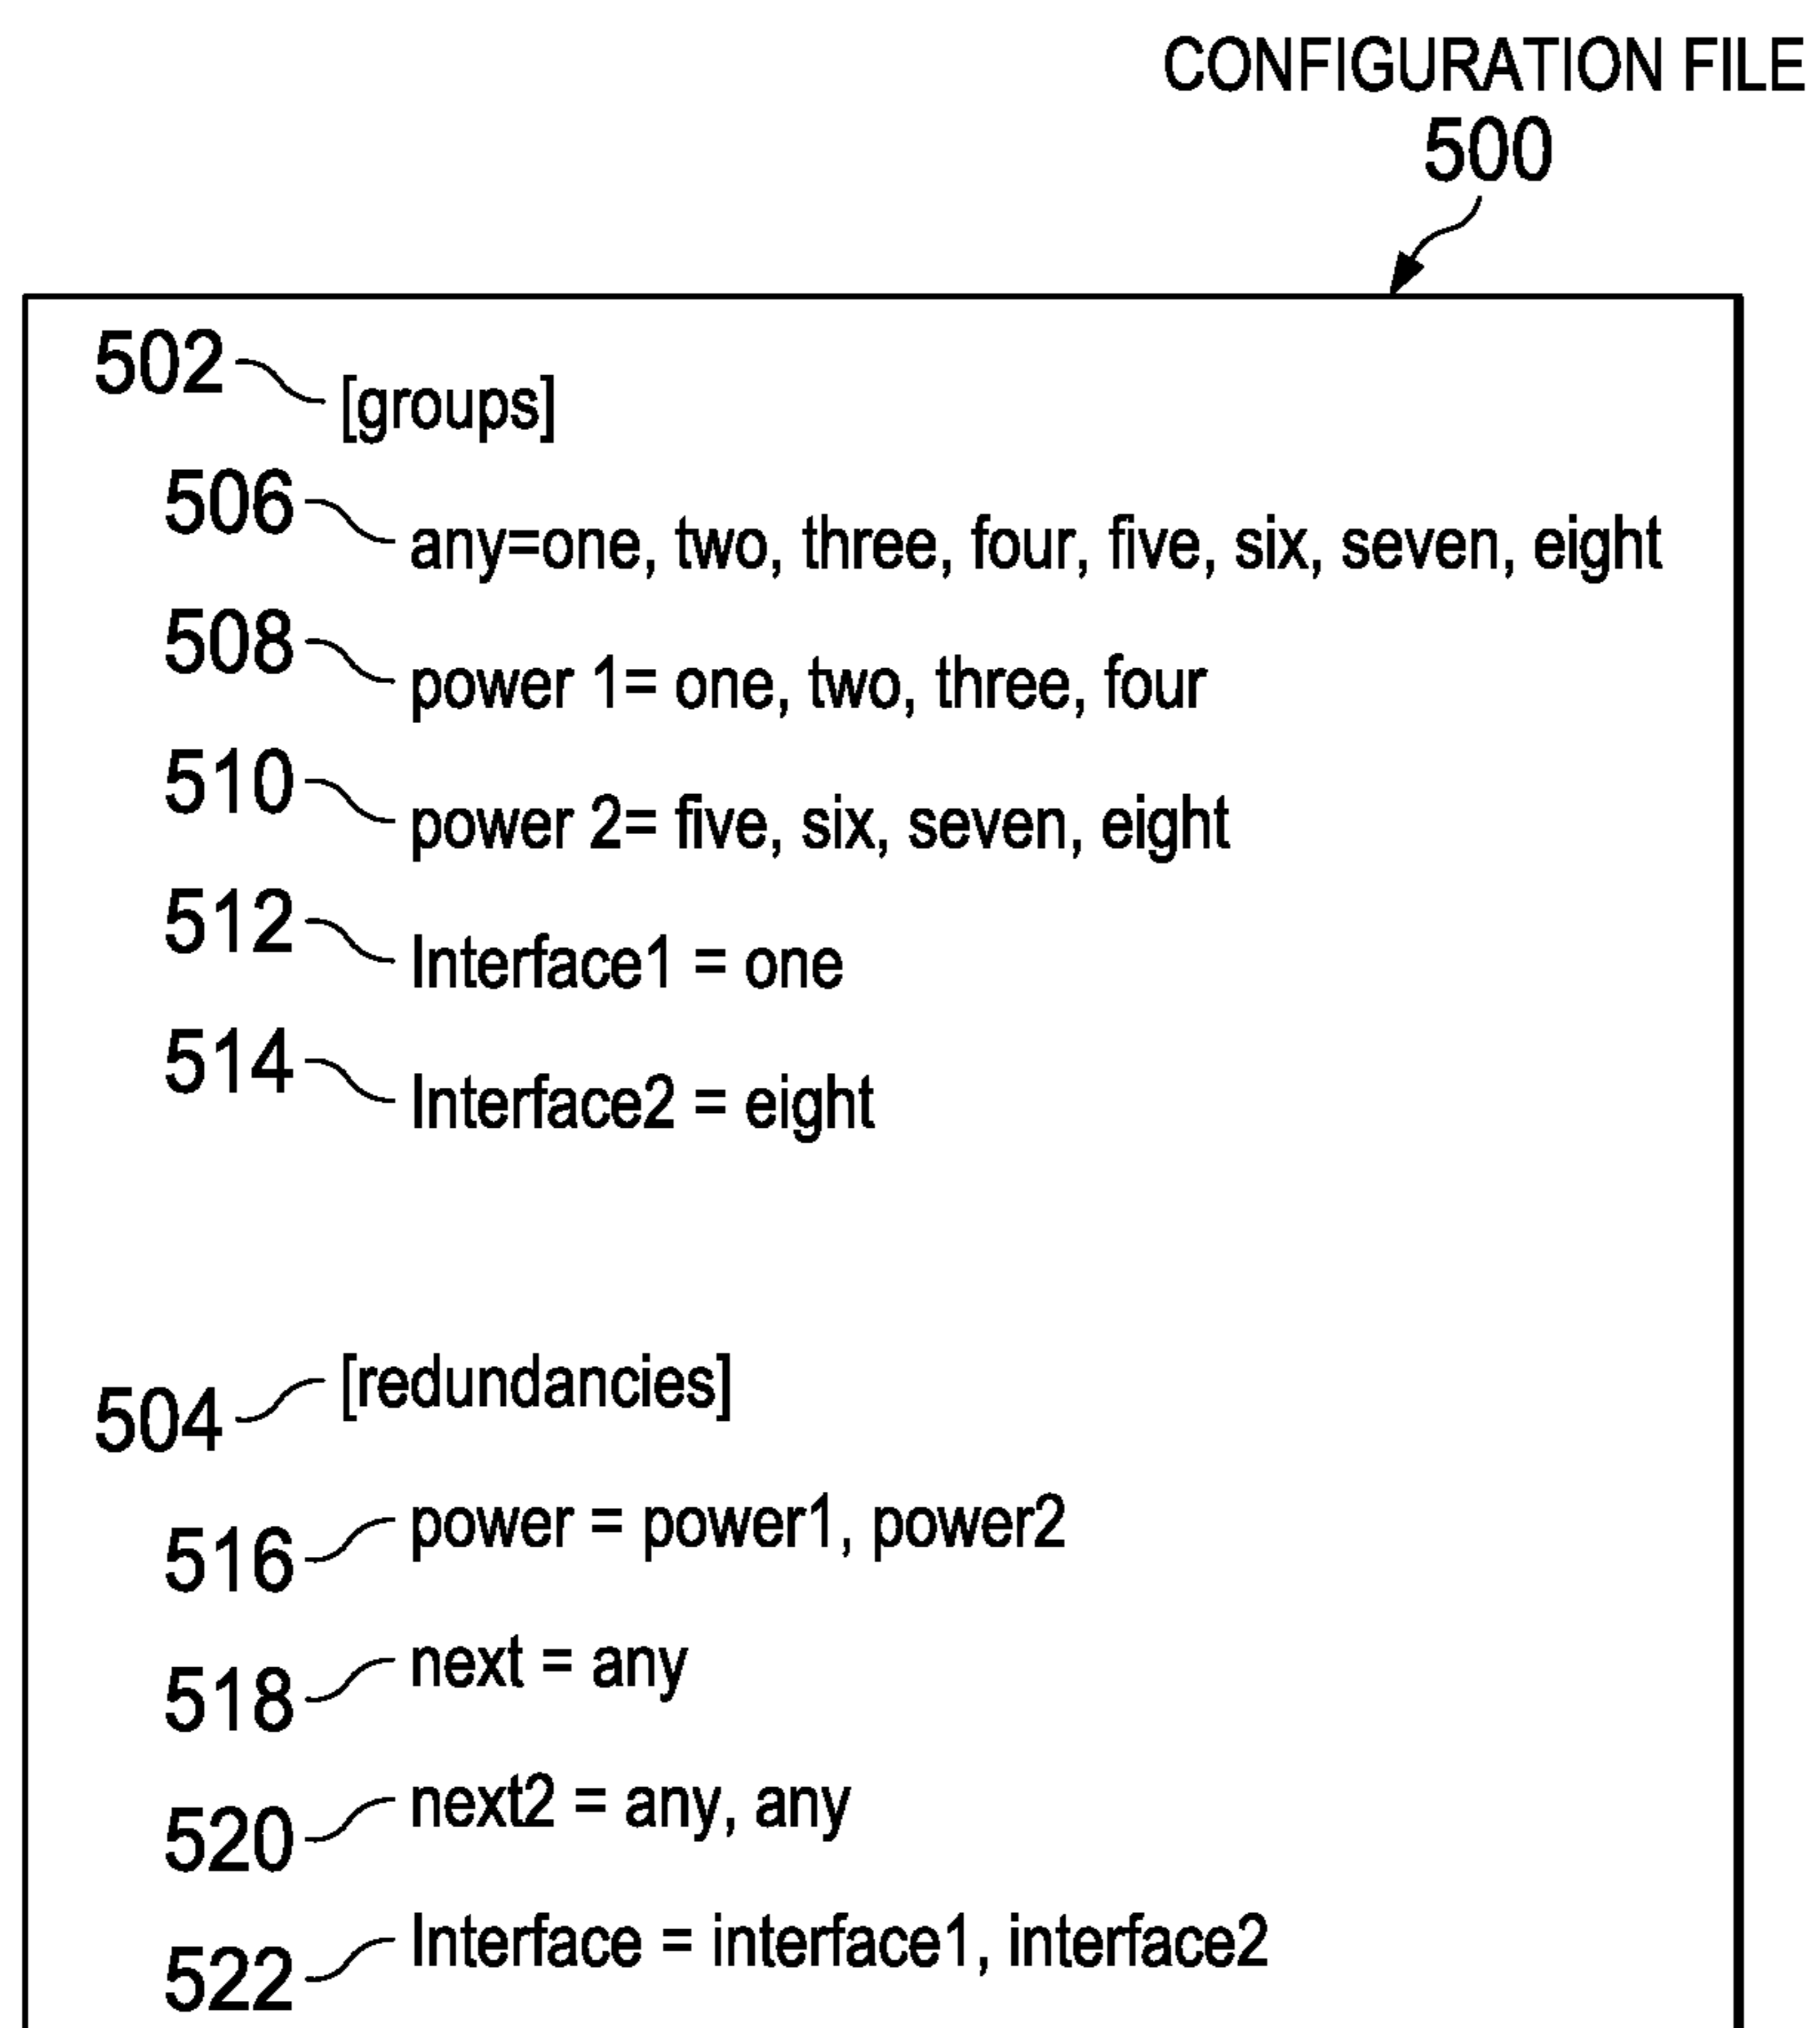 CONFIGURATION FILE
500
502 [groups]
506 any=one, two, three, four, five, six, seven, eight
508 power 1= one, two, three, four
510 power 2= five, six, seven, eight
512 Interface1 = one
514 Interface2 = eight
504 [redundancies]
516 power = power1, power2
518 next = any
520 next2 = any, any
522 Interface = interface1, interface2